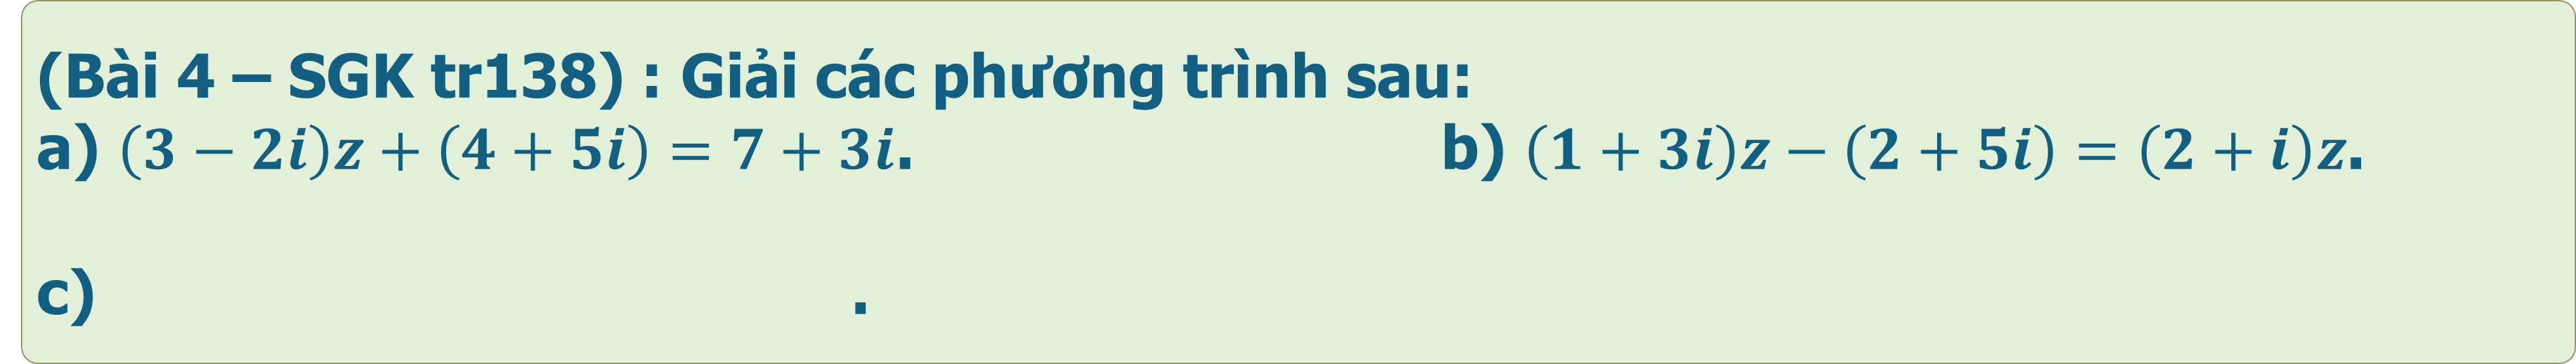 (Bài 4 – SGK tr138) : Giải các phương trình sau:
a) (3 − 2i)z + (4 + 5i) = 7 + 3i. b) (1 + 3i)z − (2 + 5i) = (2 + i)z.
c) .